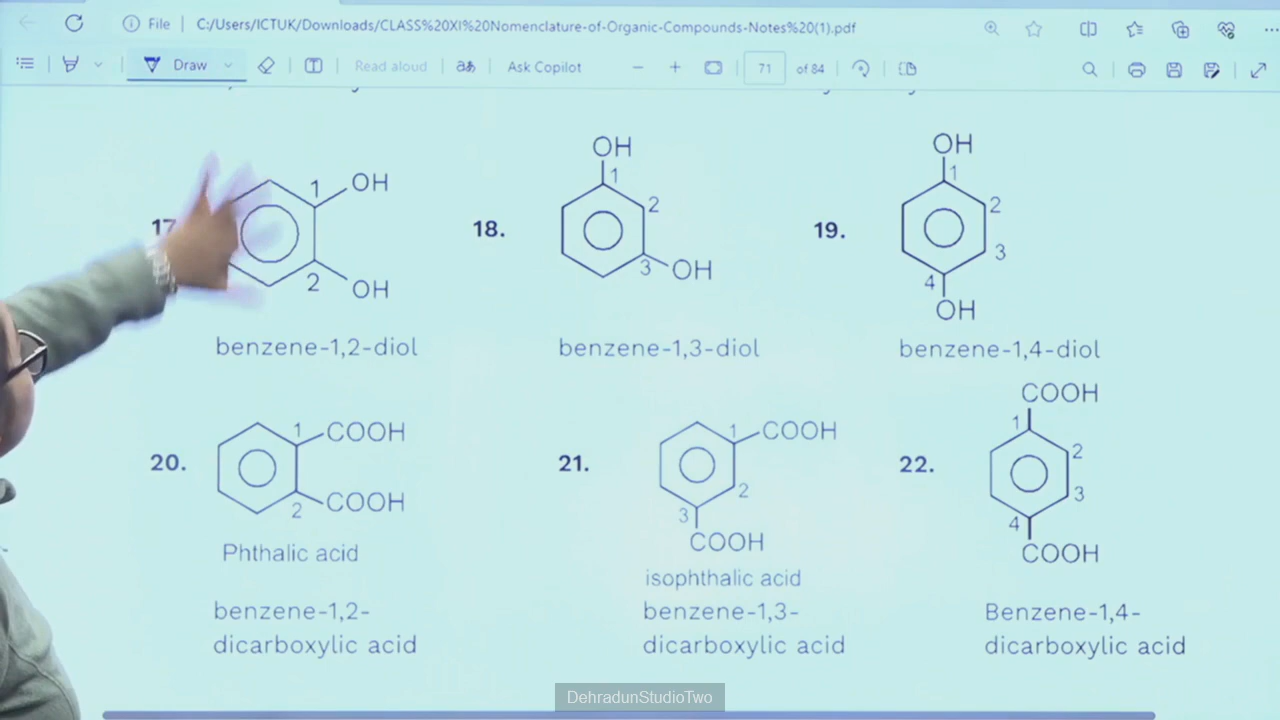 File | C:/Users/ICTUK/Downloads/CLASS%20XI%20Nomenclature-of-Organic-Compounds-Notes%20(1).pdf
Draw Read aloud aあ Ask Copilot 71 of 84
17
1 OH
2 OH
benzene-1,2-diol
18.
OH
1
2
3 OH
benzene-1,3-diol
19.
OH
1
2
3
4
OH
benzene-1,4-diol
20.
1 COOH
2 COOH
Phthalic acid
benzene-1,2-
dicarboxylic acid
21.
1 COOH
2
3
COOH
isophthalic acid
benzene-1,3-
dicarboxylic acid
22.
COOH
1
2
3
4
COOH
Benzene-1,4-
dicarboxylic acid
DehradunStudioTwo